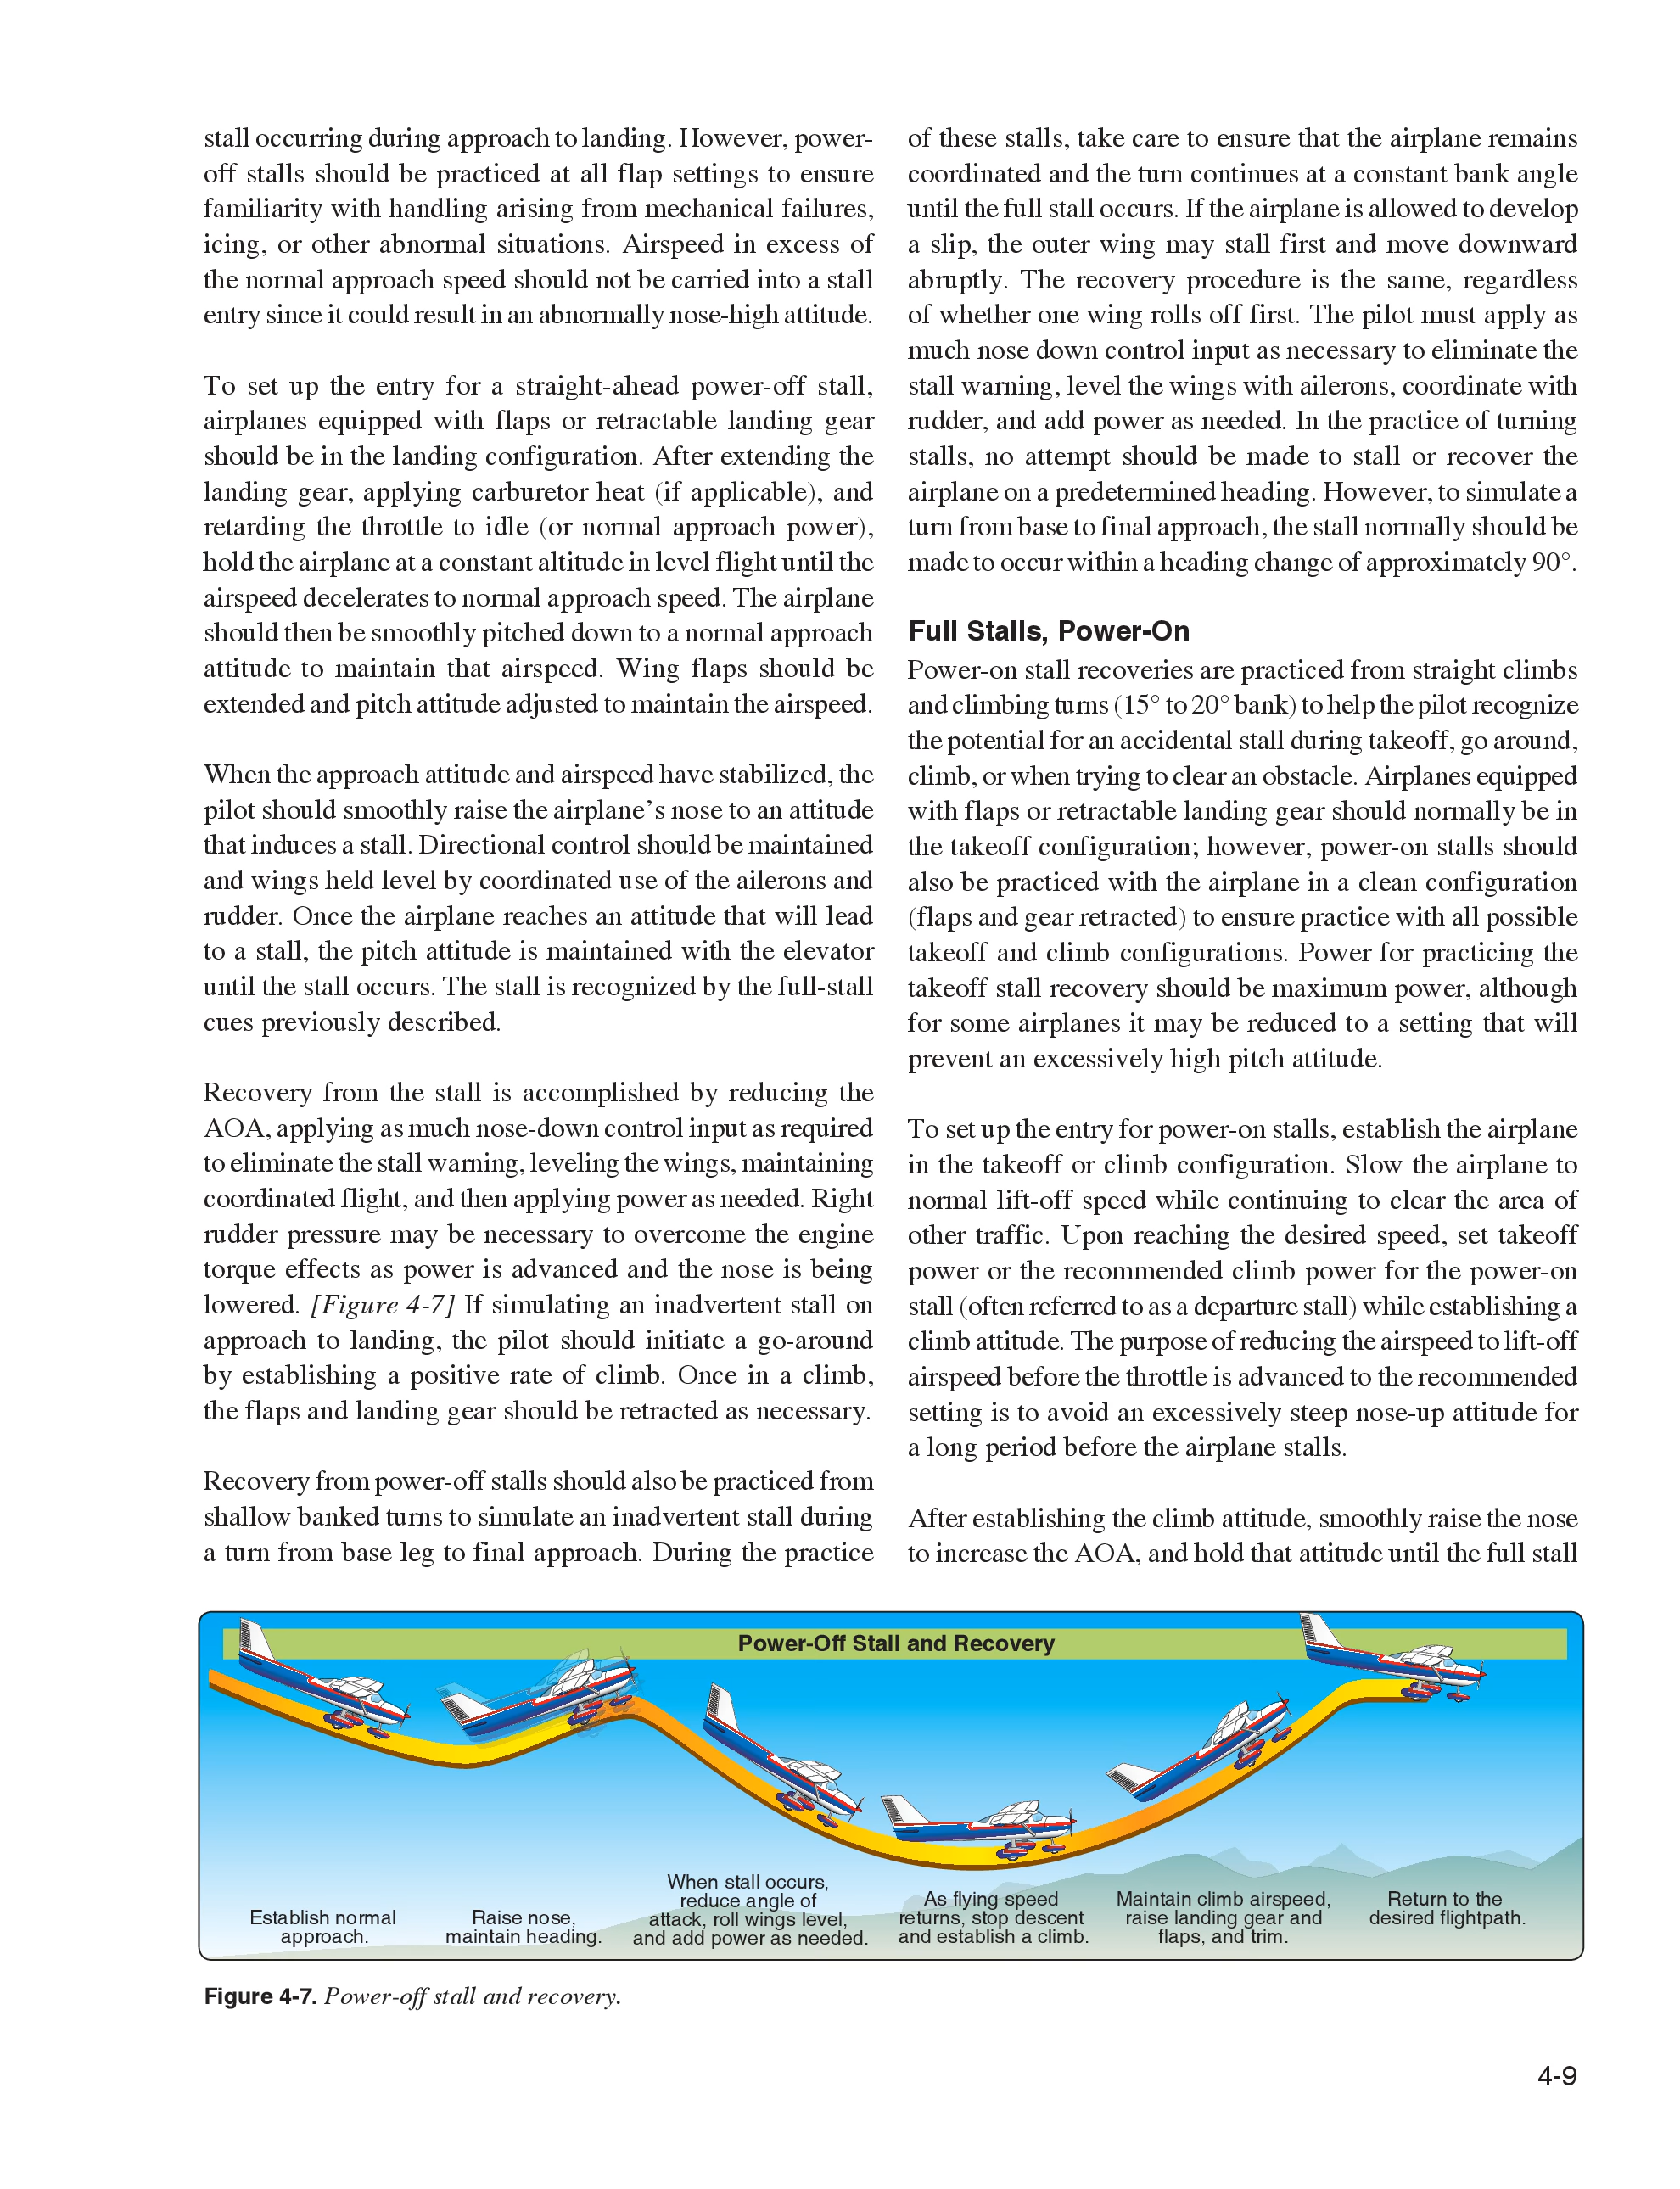 stall occurring during approach to landing. However, power-
off stalls should be practiced at all flap settings to ensure
familiarity with handling arising from mechanical failures,
icing, or other abnormal situations. Airspeed in excess of
the normal approach speed should not be carried into a stall
entry since it could result in an abnormally nose-high attitude.
To set up the entry for a straight-ahead power-off stall,
airplanes equipped with flaps or retractable landing gear
should be in the landing configuration. After extending the
landing gear, applying carburetor heat (if applicable), and
retarding the throttle to idle (or normal approach power),
hold the airplane at a constant altitude in level flight until the
airspeed decelerates to normal approach speed. The airplane
should then be smoothly pitched down to a normal approach
attitude to maintain that airspeed. Wing flaps should be
extended and pitch attitude adjusted to maintain the airspeed.
When the approach attitude and airspeed have stabilized, the
pilot should smoothly raise the airplane’s nose to an attitude
that induces a stall. Directional control should be maintained
and wings held level by coordinated use of the ailerons and
rudder. Once the airplane reaches an attitude that will lead
to a stall, the pitch attitude is maintained with the elevator
until the stall occurs. The stall is recognized by the full-stall
cues previously described.
Recovery from the stall is accomplished by reducing the
AOA, applying as much nose-down control input as required
to eliminate the stall warning, leveling the wings, maintaining
coordinated flight, and then applying power as needed. Right
rudder pressure may be necessary to overcome the engine
torque effects as power is advanced and the nose is being
lowered. [Figure 4-7] If simulating an inadvertent stall on
approach to landing, the pilot should initiate a go-around
by establishing a positive rate of climb. Once in a climb,
the flaps and landing gear should be retracted as necessary.
Recovery from power-off stalls should also be practiced from
shallow banked turns to simulate an inadvertent stall during
a turn from base leg to final approach. During the practice
of these stalls, take care to ensure that the airplane remains
coordinated and the turn continues at a constant bank angle
until the full stall occurs. If the airplane is allowed to develop
a slip, the outer wing may stall first and move downward
abruptly. The recovery procedure is the same, regardless
of whether one wing rolls off first. The pilot must apply as
much nose down control input as necessary to eliminate the
stall warning, level the wings with ailerons, coordinate with
rudder, and add power as needed. In the practice of turning
stalls, no attempt should be made to stall or recover the
airplane on a predetermined heading. However, to simulate a
turn from base to final approach, the stall normally should be
made to occur within a heading change of approximately 90°.
Full Stalls, Power-On
Power-on stall recoveries are practiced from straight climbs
and climbing turns (15° to 20° bank) to help the pilot recognize
the potential for an accidental stall during takeoff, go around,
climb, or when trying to clear an obstacle. Airplanes equipped
with flaps or retractable landing gear should normally be in
the takeoff configuration; however, power-on stalls should
also be practiced with the airplane in a clean configuration
(flaps and gear retracted) to ensure practice with all possible
takeoff and climb configurations. Power for practicing the
takeoff stall recovery should be maximum power, although
for some airplanes it may be reduced to a setting that will
prevent an excessively high pitch attitude.
To set up the entry for power-on stalls, establish the airplane
in the takeoff or climb configuration. Slow the airplane to
normal lift-off speed while continuing to clear the area of
other traffic. Upon reaching the desired speed, set takeoff
power or the recommended climb power for the power-on
stall (often referred to as a departure stall) while establishing a
climb attitude. The purpose of reducing the airspeed to lift-off
airspeed before the throttle is advanced to the recommended
setting is to avoid an excessively steep nose-up attitude for
a long period before the airplane stalls.
After establishing the climb attitude, smoothly raise the nose
to increase the AOA, and hold that attitude until the full stall
Power-Off Stall and Recovery
Establish normal
approach.
Raise nose,
maintain heading.
When stall occurs,
reduce angle of
attack, roll wings level,
and add power as needed.
As flying speed
returns, stop descent
and establish a climb.
Maintain climb airspeed,
raise landing gear and
flaps, and trim.
Return to the
desired flightpath.
Figure 4-7. Power-off stall and recovery.
4-9